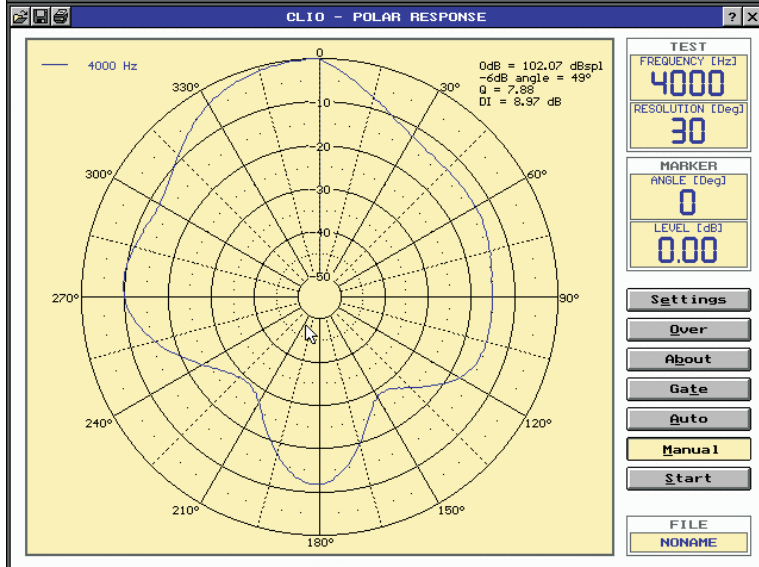 CLIO - POLAR RESPONSE
? X
4000 Hz
0dB = 102.07 dBspl
-6dB angle = 49°
Q = 7.88
DI = 8.97 dB
0
330°
30°
-10
-20
300°
60°
-30
-40
-50
270°
90°
240°
120°
210°
150°
180°
TEST
FREQUENCY [Hz]
4000
RESOLUTION [Deg]
30
MARKER
ANGLE [Deg]
0
LEVEL [dB]
0.00
Settings
Over
About
Gate
Auto
Manual
Start
FILE
NONAME